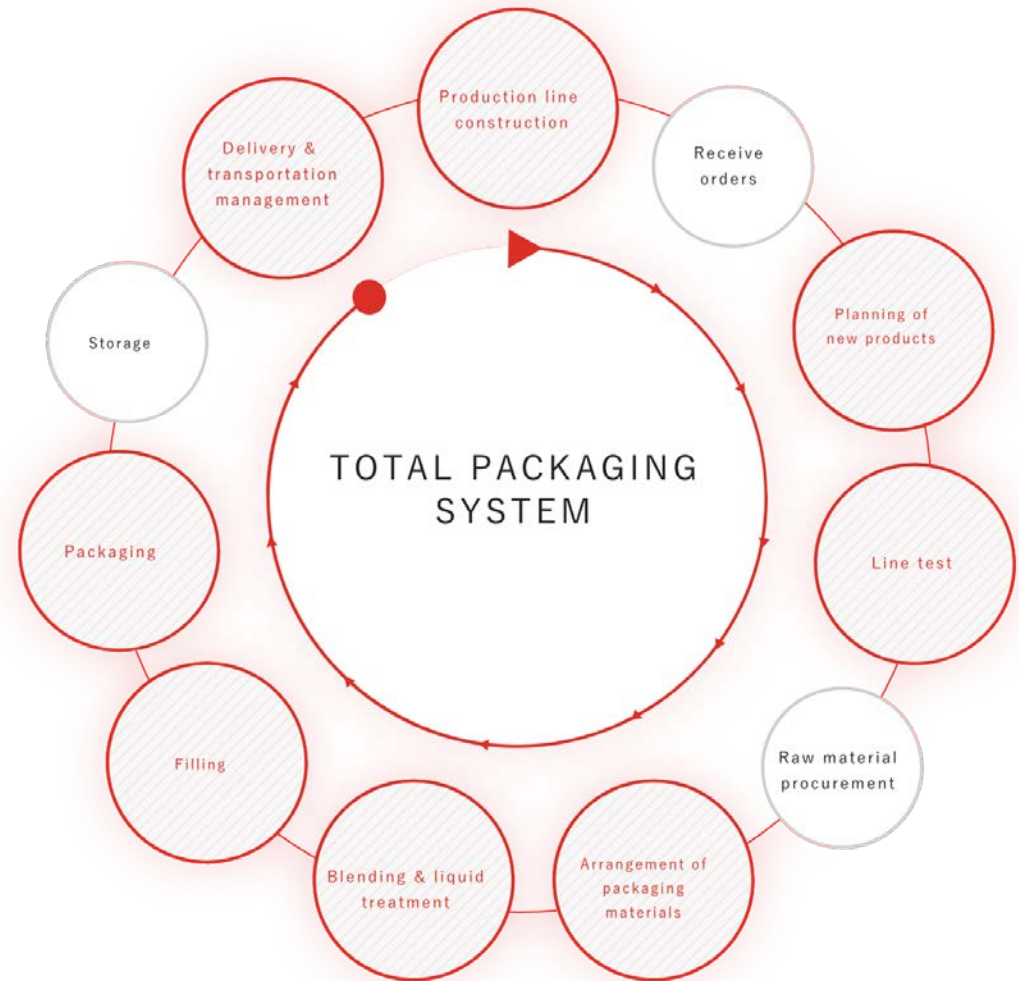 Production line
construction
Receive
orders
Planning of
new products
Line test
Raw material
procurement
Arrangement of
packaging
materials
Blending & liquid
treatment
Filling
Packaging
Storage
Delivery &
transportation
management
TOTAL PACKAGING
SYSTEM